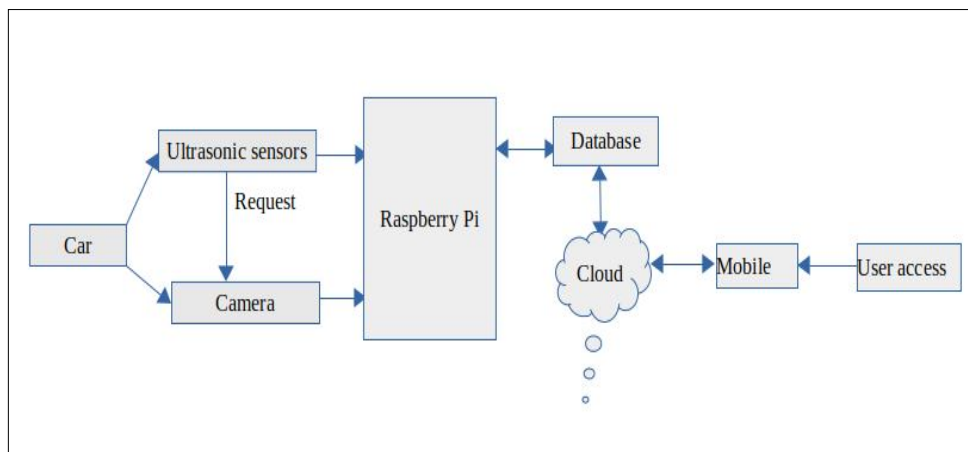 Ultrasonic sensors
Request
Car
Camera
Raspberry Pi
Database
Cloud
Mobile
User access